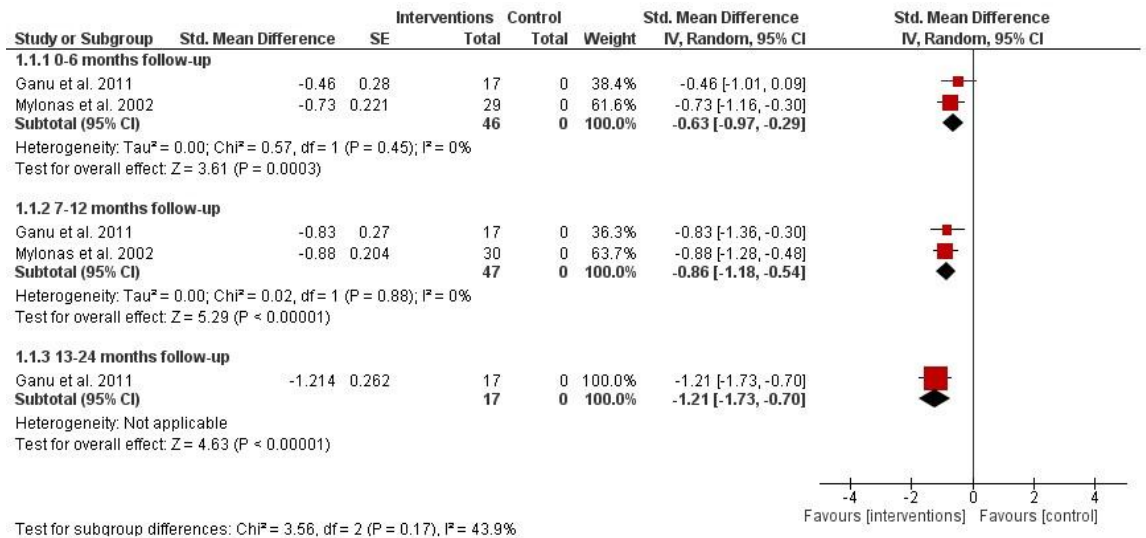 Interventions Control Std. Mean Difference Std. Mean Difference
Study or Subgroup Std. Mean Difference SE Total Total Weight IV, Random, 95% CI IV, Random, 95% CI
1.1.1 0-6 months follow-up
Ganu et al. 2011 -0.46 0.28 17 0 38.4% -0.46 [-1.01, 0.09]
Mylonas et al. 2002 -0.73 0.221 29 0 61.6% -0.73 [-1.16, -0.30]
Subtotal (95% CI) 46 0 100.0% -0.63 [-0.97, -0.29]
Heterogeneity: Tau² = 0.00; Chi² = 0.57, df = 1 (P = 0.45); I² = 0%
Test for overall effect: Z = 3.61 (P = 0.0003)
1.1.2 7-12 months follow-up
Ganu et al. 2011 -0.83 0.27 17 0 36.3% -0.83 [-1.36, -0.30]
Mylonas et al. 2002 -0.88 0.204 30 0 63.7% -0.88 [-1.28, -0.48]
Subtotal (95% CI) 47 0 100.0% -0.86 [-1.18, -0.54]
Heterogeneity: Tau² = 0.00; Chi² = 0.02, df = 1 (P = 0.88); I² = 0%
Test for overall effect: Z = 5.29 (P < 0.00001)
1.1.3 13-24 months follow-up
Ganu et al. 2011 -1.214 0.262 17 0 100.0% -1.21 [-1.73, -0.70]
Subtotal (95% CI) 17 0 100.0% -1.21 [-1.73, -0.70]
Heterogeneity: Not applicable
Test for overall effect: Z = 4.63 (P < 0.00001)
-4 -2 0 2 4
Favours [interventions] Favours [control]
Test for subgroup differences: Chi² = 3.56, df = 2 (P = 0.17), I² = 43.9%